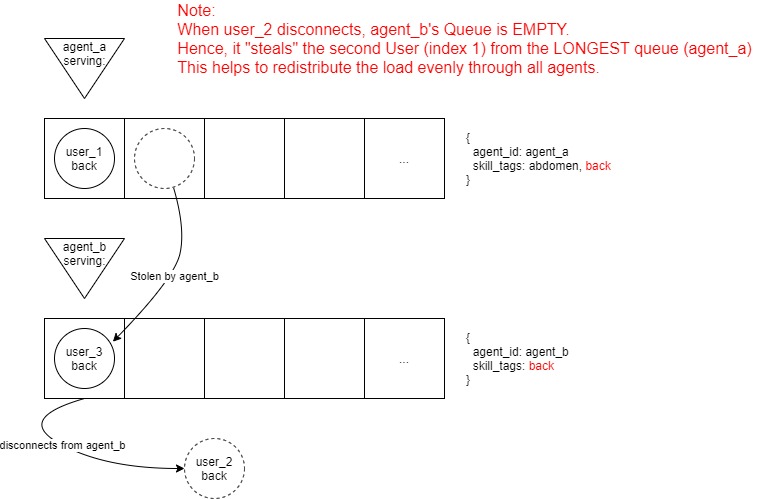 Note:
When user_2 disconnects, agent_b's Queue is EMPTY.
Hence, it "steals" the second User (index 1) from the LONGEST queue (agent_a)
This helps to redistribute the load evenly through all agents.
agent_a
serving:
user_1
back
...
{
agent_id: agent_a
skill_tags: abdomen, back
}
agent_b
serving:
Stolen by agent_b
user_3
back
...
{
agent_id: agent_b
skill_tags: back
}
disconnects from agent_b
user_2
back